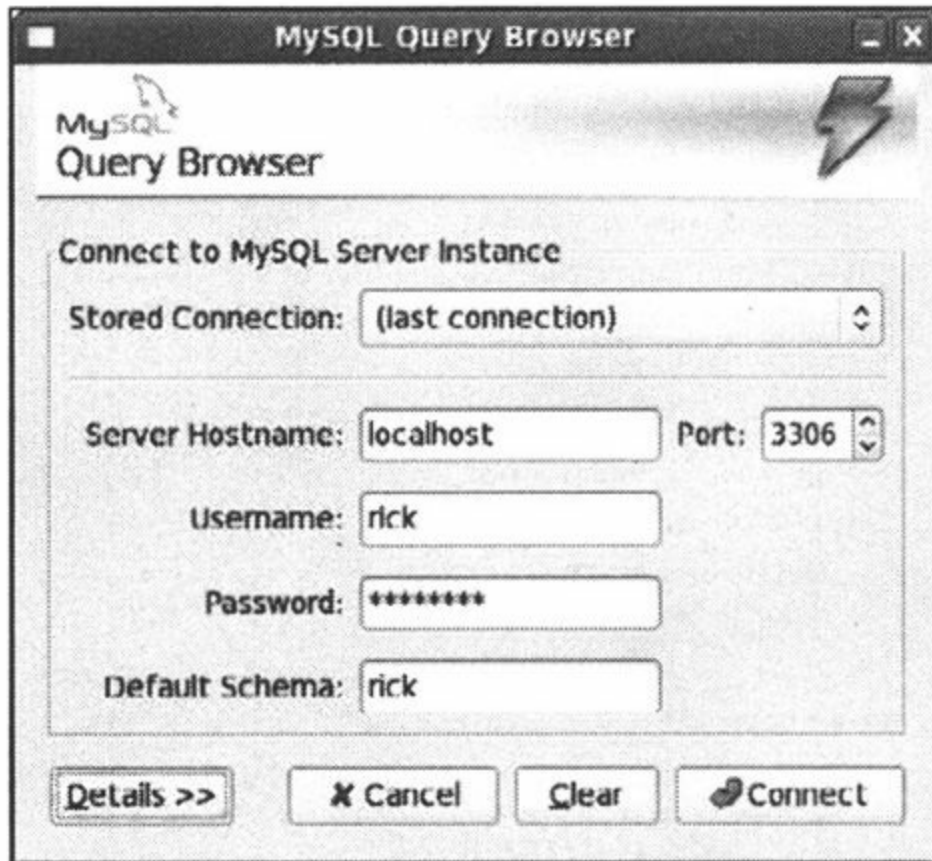 MySQL Query Browser
MySQL
Query Browser
Connect to MySQL Server Instance
Stored Connection: (last connection)
Server Hostname: localhost Port: 3306
Username: rick
Password: ********
Default Schema: rick
Details >> Cancel Clear Connect